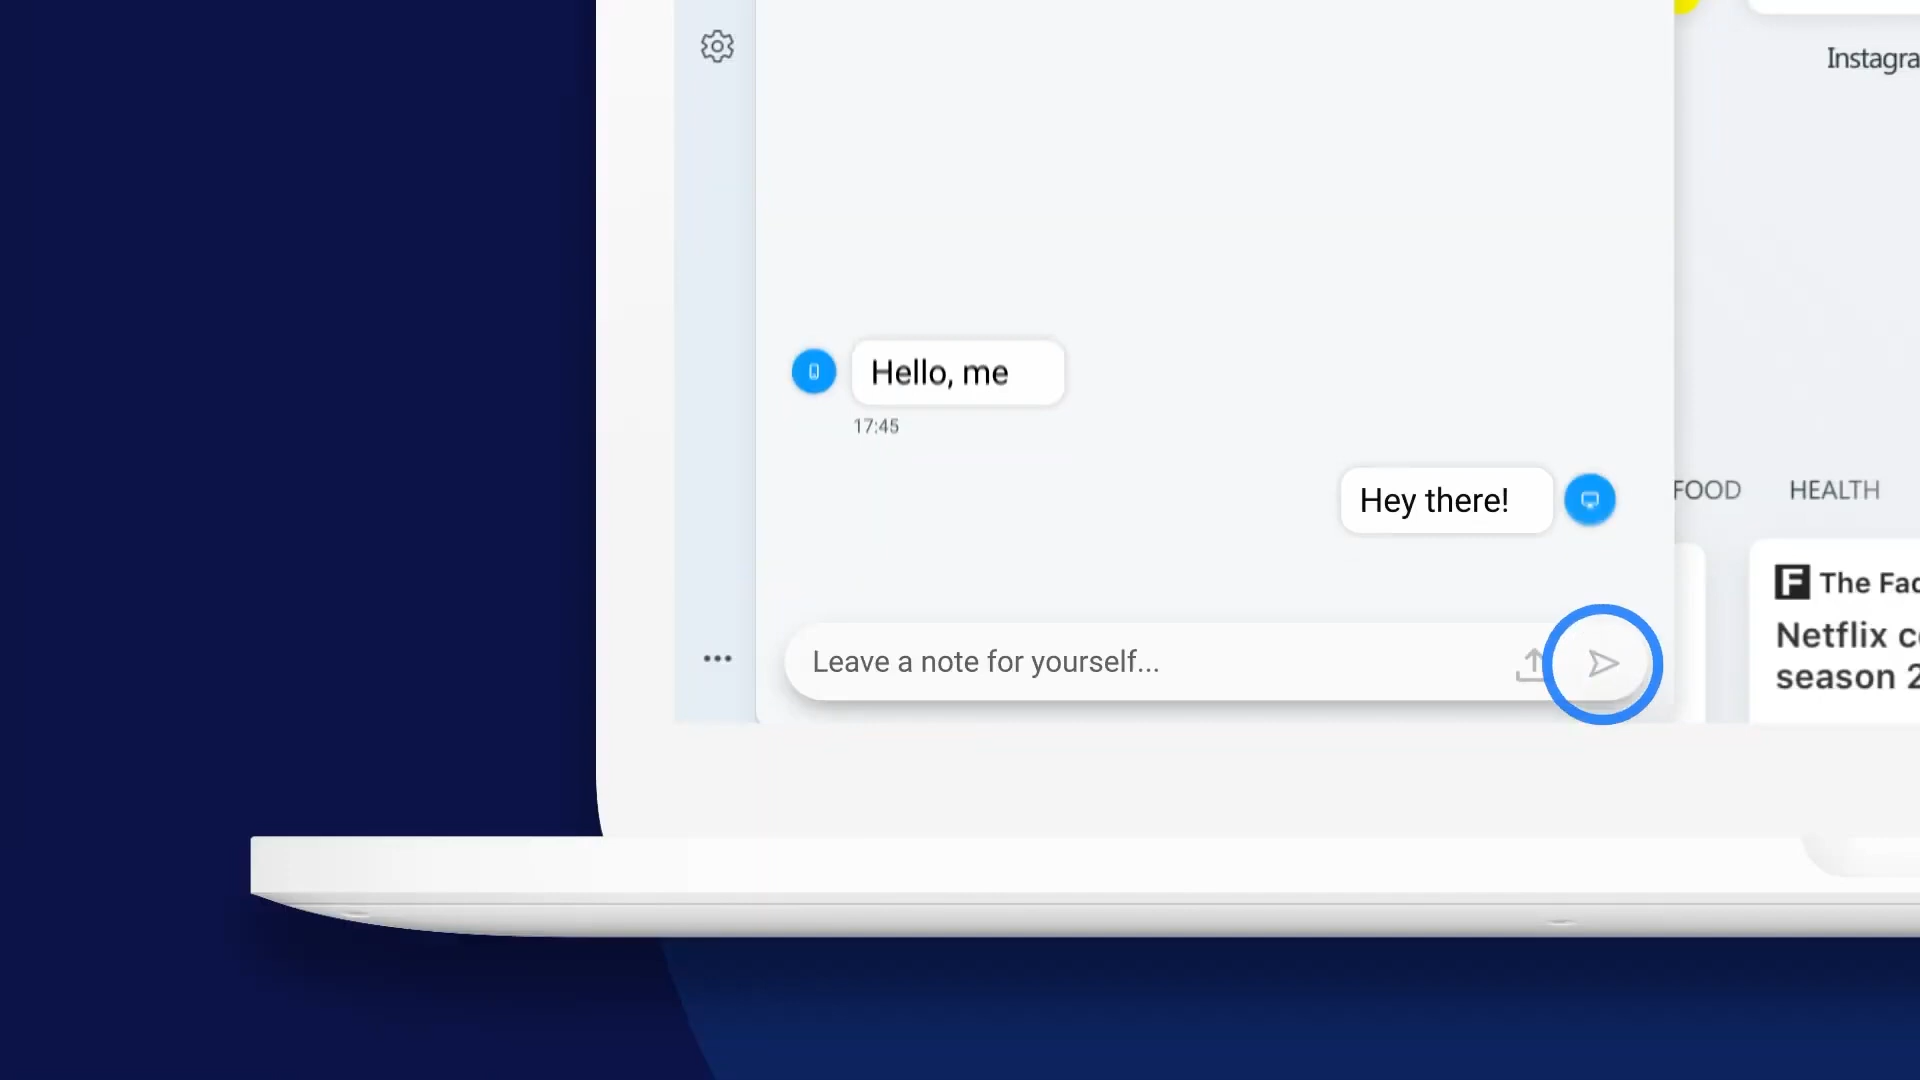 Instagra
Hello, me
17:45
Hey there!
FOOD HEALTH
F The Fac
Leave a note for yourself...
Netflix c
season 2